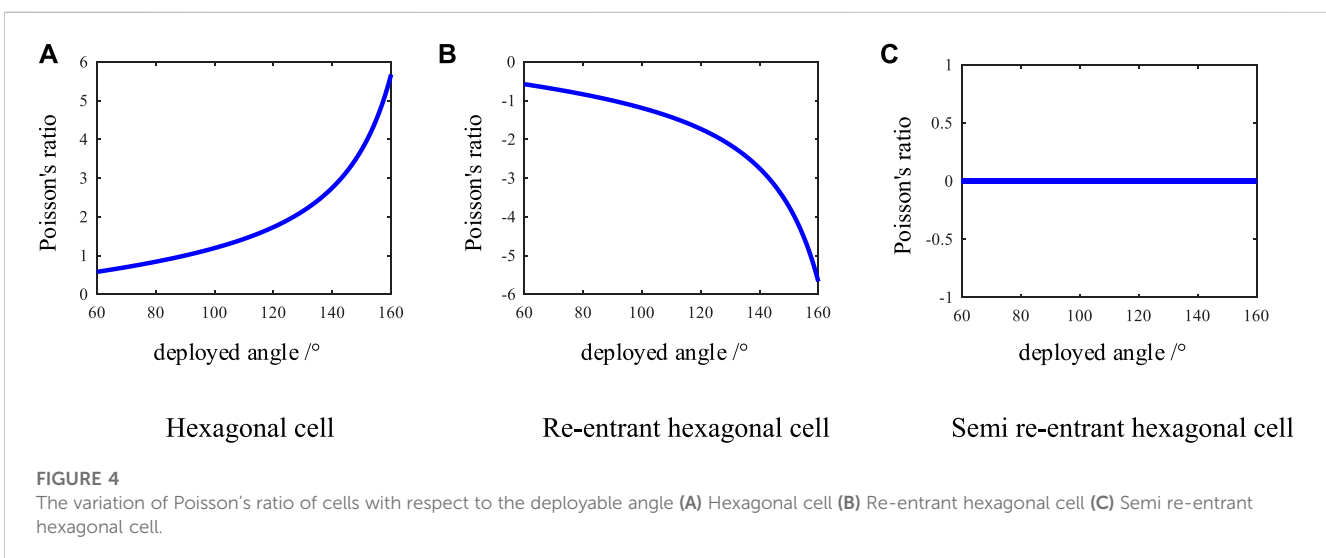 A
6
5
4
3
2
1
0
Poisson's ratio
60 80 100 120 140 160
deployed angle /°
Hexagonal cell
B
0
-1
-2
-3
-4
-5
-6
Poisson's ratio
60 80 100 120 140 160
deployed angle /°
Re-entrant hexagonal cell
C
1
0.5
0
-0.5
-1
Poisson's ratio
60 80 100 120 140 160
deployed angle /°
Semi re-entrant hexagonal cell
FIGURE 4
The variation of Poisson’s ratio of cells with respect to the deployable angle (A) Hexagonal cell (B) Re-entrant hexagonal cell (C) Semi re-entrant
hexagonal cell.